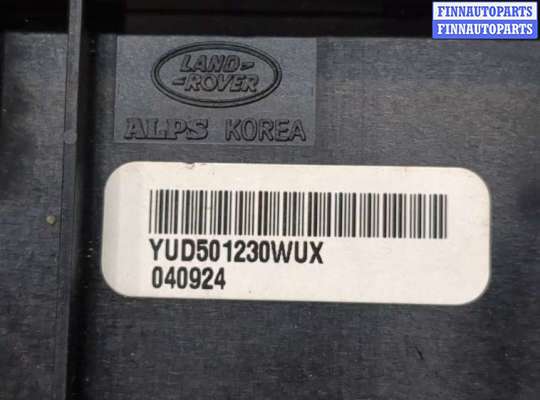 FINNAUTOPARTS
FINNAUTOPARTS
LAND-
-ROVER
ALPS KOREA
YUD501230WUX
040924